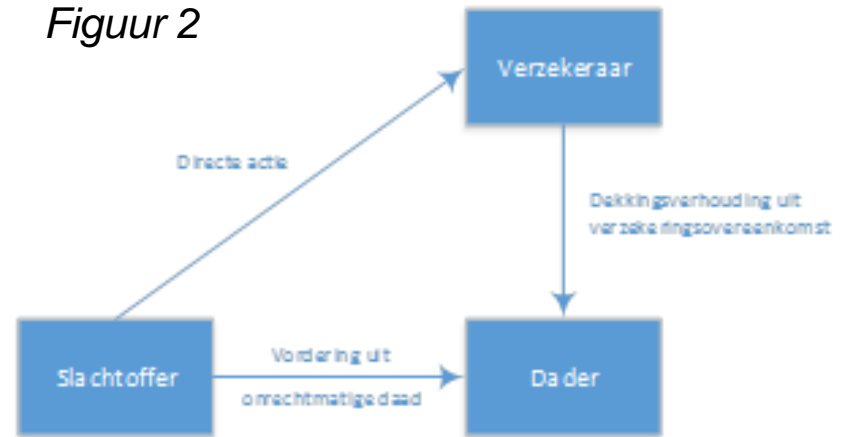 Figuur 2
Verzekeraar
Directe actie
Dekkingsverhouding uit
verzekeringsovereenkomst
Slachtoffer
Vordering uit
onrechtmatige daad
Dader